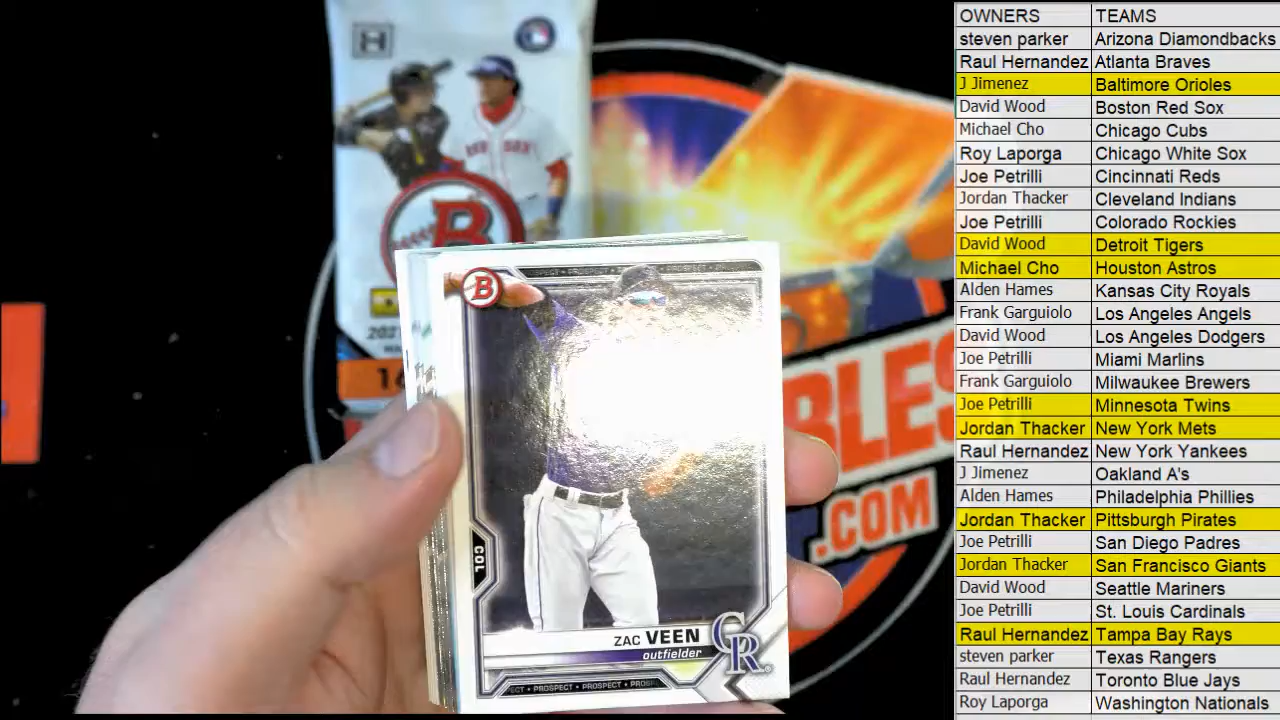 OWNERS TEAMS
steven parker Arizona Diamondbacks
Raul Hernandez Atlanta Braves
J Jimenez Baltimore Orioles
David Wood Boston Red Sox
Michael Cho Chicago Cubs
Roy Laporga Chicago White Sox
Joe Petrilli Cincinnati Reds
Jordan Thacker Cleveland Indians
Joe Petrilli Colorado Rockies
David Wood Detroit Tigers
Michael Cho Houston Astros
Alden Hames Kansas City Royals
Frank Garguiolo Los Angeles Angels
David Wood Los Angeles Dodgers
Joe Petrilli Miami Marlins
Frank Garguiolo Milwaukee Brewers
Joe Petrilli Minnesota Twins
Jordan Thacker New York Mets
Raul Hernandez New York Yankees
J Jimenez Oakland A's
Alden Hames Philadelphia Phillies
Jordan Thacker Pittsburgh Pirates
Joe Petrilli San Diego Padres
Jordan Thacker San Francisco Giants
David Wood Seattle Mariners
Joe Petrilli St. Louis Cardinals
Raul Hernandez Tampa Bay Rays
steven parker Texas Rangers
Raul Hernandez Toronto Blue Jays
Roy Laporga Washington Nationals
H
RED SOX
B
B
COL
ZAC VEEN
outfielder
CR
PROSPECT • PROSPECT
BLES
.COM